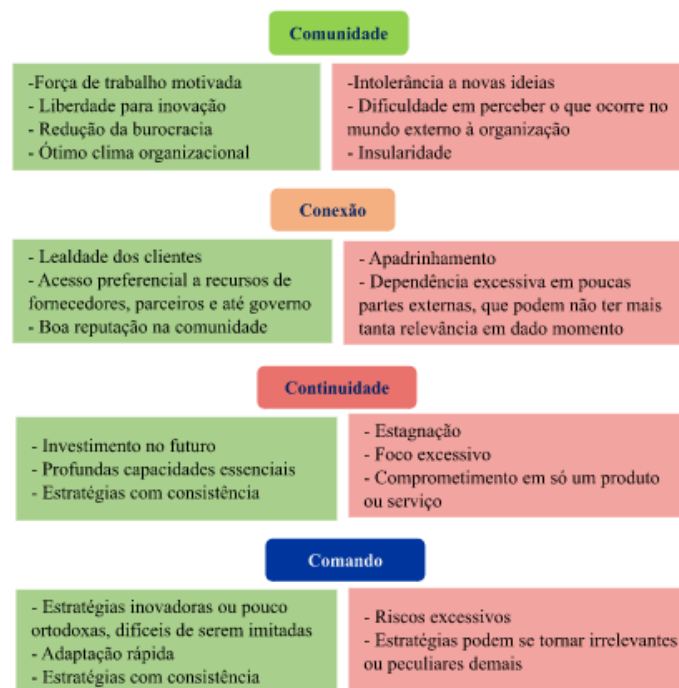 Comunidade
-Força de trabalho motivada
- Liberdade para inovação
- Redução da burocracia
- Ótimo clima organizacional
-Intolerância a novas ideias
- Dificuldade em perceber o que ocorre no
mundo externo à organização
- Insularidade
Conexão
- Lealdade dos clientes
- Acesso preferencial a recursos de
fornecedores, parceiros e até governo
- Boa reputação na comunidade
- Apadrinhamento
- Dependência excessiva em poucas
partes externas, que podem não ter mais
tanta relevância em dado momento
Continuidade
- Investimento no futuro
- Profundas capacidades essenciais
- Estratégias com consistência
- Estagnação
- Foco excessivo
- Comprometimento em só um produto
ou serviço
Comando
- Estratégias inovadoras ou pouco
ortodoxas, difíceis de serem imitadas
- Adaptação rápida
- Estratégias com consistência
- Riscos excessivos
- Estratégias podem se tornar irrelevantes
ou peculiares demais